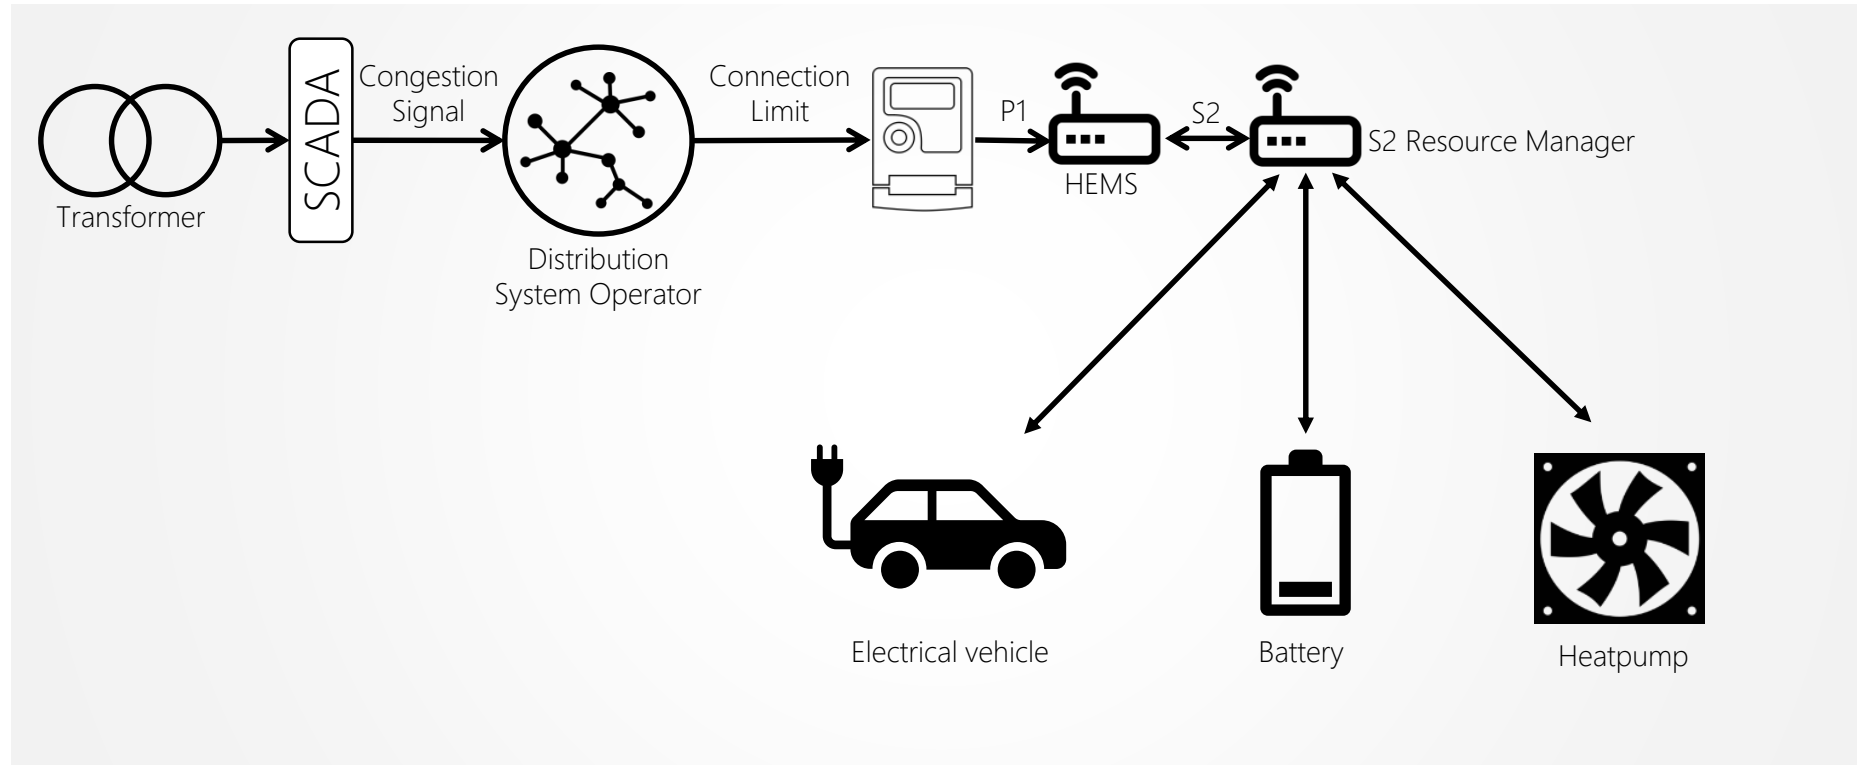 Transformer
SCADA
Congestion
Signal
Distribution
System Operator
Connection
Limit
P1
HEMS
S2
S2 Resource Manager
Electrical vehicle
Battery
Heatpump